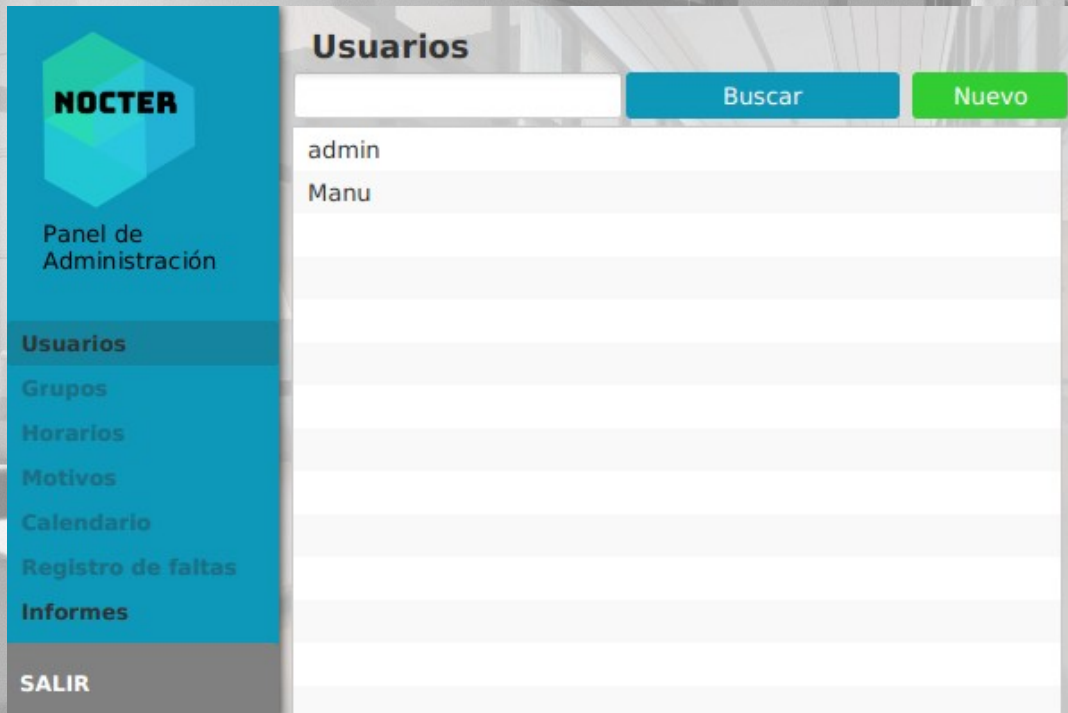 NOCTER
Panel de
Administración
Usuarios
Grupos
Horarios
Motivos
Calendario
Registro de faltas
Informes
SALIR
Usuarios
Buscar
Nuevo
admin
Manu